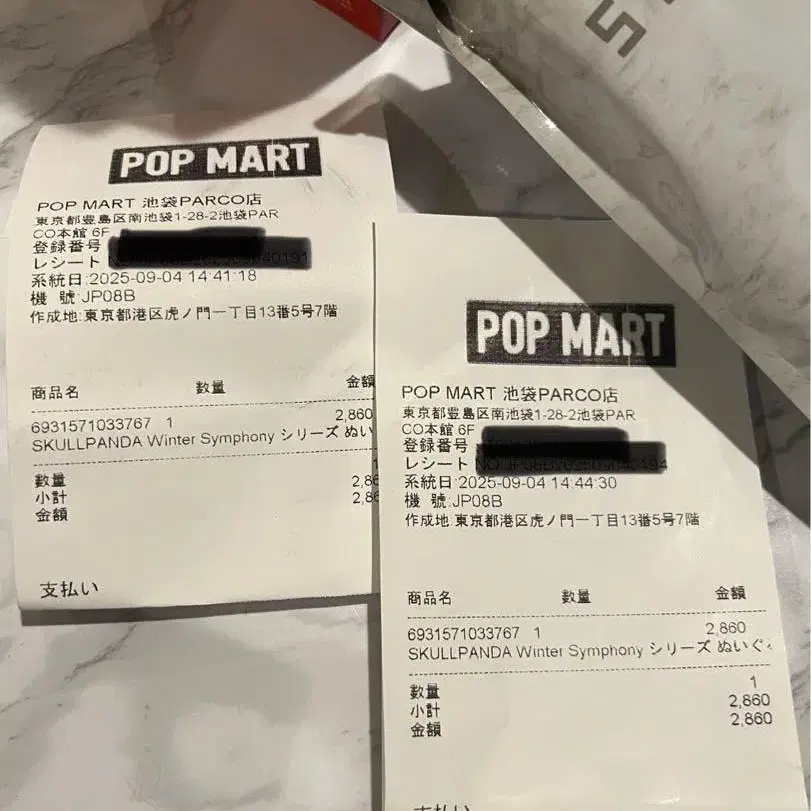 POP MART
POP MART 池袋PARCO店
東京都豊島区南池袋1-28-2池袋PAR
CO本館 6F
登録番号
レシート
系統日:2025-09-04 14:41:18
機 號:JP08B
作成地:東京都港区虎ノ門一丁目13番5号7階
商品名 数量 金額
6931571033767 1 2,860
SKULLPANDA Winter Symphony シリーズ ぬい
数量 1
小計 2,86
金額 2,86
支払い
POP MART
POP MART 池袋PARCO店
東京都豊島区南池袋1-28-2池袋PAR
CO本館 6F
登録番号
レシート
系統日:2025-09-04 14:44:30
機 號:JP08B
作成地:東京都港区虎ノ門一丁目13番5号7階
商品名 数量 金額
6931571033767 1 2,860
SKULLPANDA Winter Symphony シリーズ ぬいぐ
数量 1
小計 2,860
金額 2,860
支払い